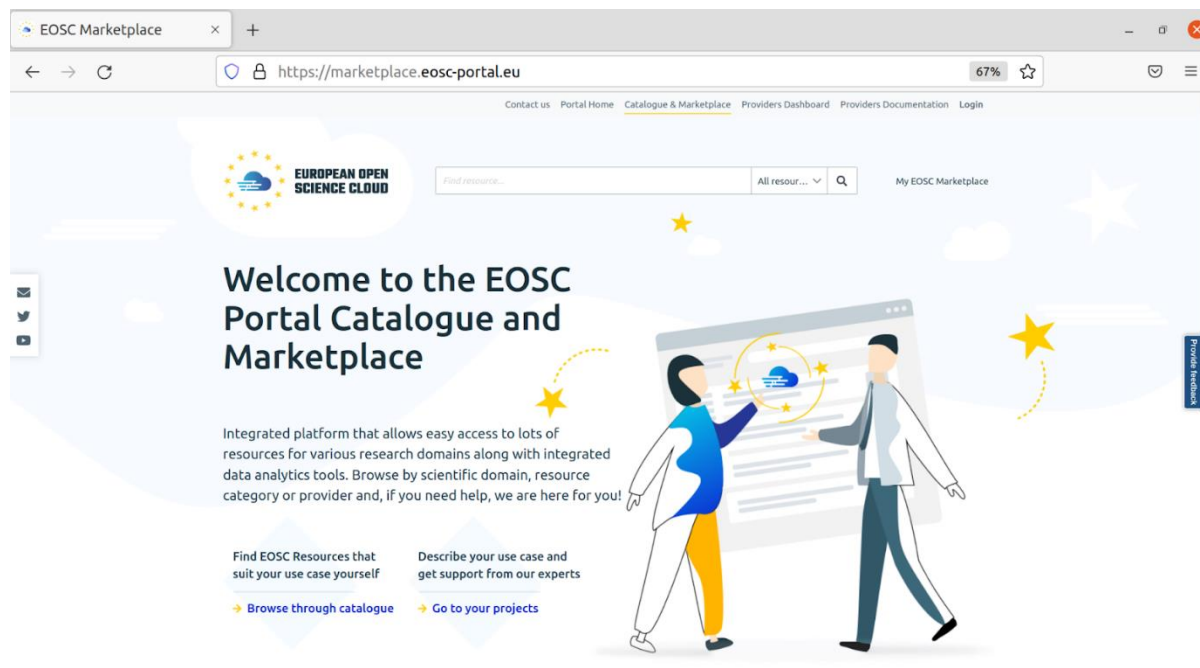 EOSC Marketplace
https://marketplace.eosc-portal.eu
67%
Contact us Portal Home Catalogue & Marketplace Providers Dashboard Providers Documentation Login
EUROPEAN OPEN
SCIENCE CLOUD
Find resource...
All resour...
My EOSC Marketplace
Welcome to the EOSC
Portal Catalogue and
Marketplace
Provide feedback
Integrated platform that allows easy access to lots of
resources for various research domains along with integrated
data analytics tools. Browse by scientific domain, resource
category or provider and, if you need help, we are here for you!
Find EOSC Resources that
suit your use case yourself
→ Browse through catalogue
Describe your use case and
get support from our experts
→ Go to your projects